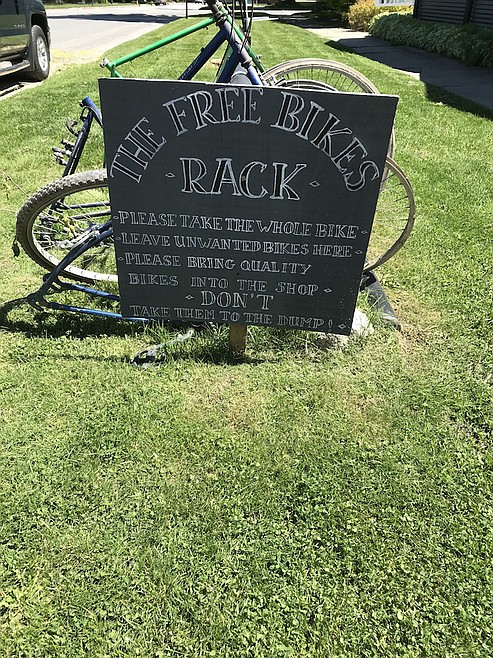 THE FREE BIKES
· RACK ·
· PLEASE TAKE THE WHOLE BIKE ·
· LEAVE UNWANTED BIKES HERE ·
· PLEASE BRING QUALITY
BIKES INTO THE SHOP ·
· DON'T
TAKE THEM TO THE DUMP! ·